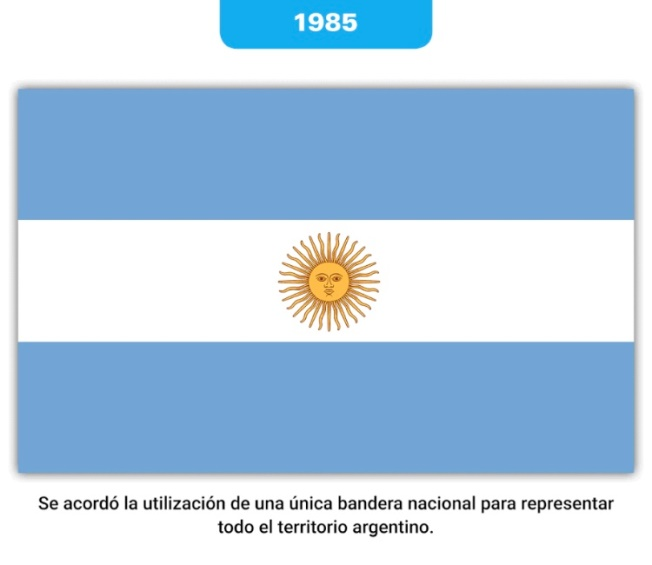 1985
Se acordó la utilización de una única bandera nacional para representar
todo el territorio argentino.